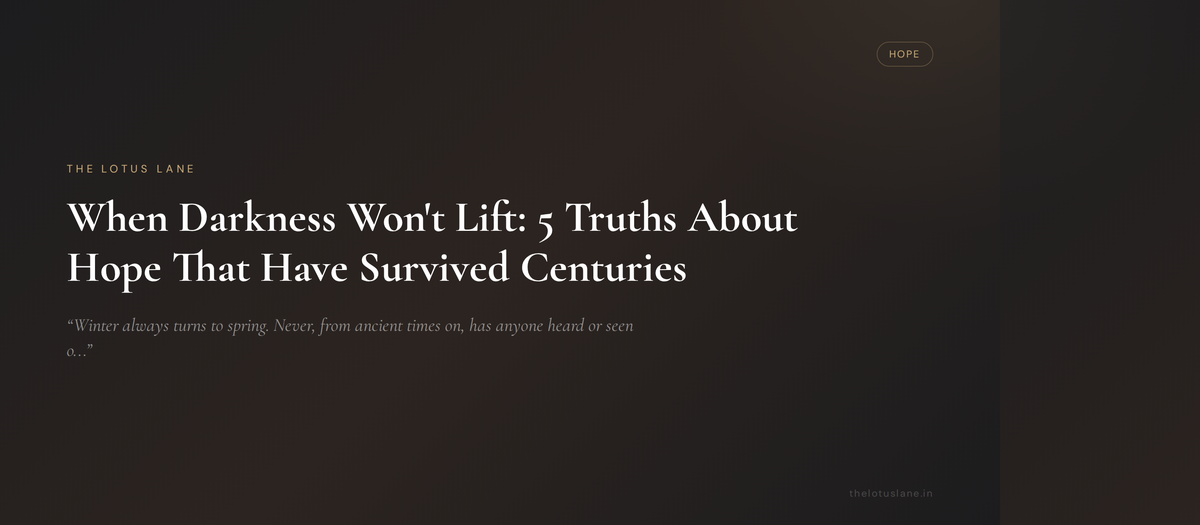 HOPE
THE LOTUS LANE
When Darkness Won't Lift: 5 Truths About
Hope That Have Survived Centuries
“Winter always turns to spring. Never, from ancient times on, has anyone heard or seen
o...”
thelotuslane.in